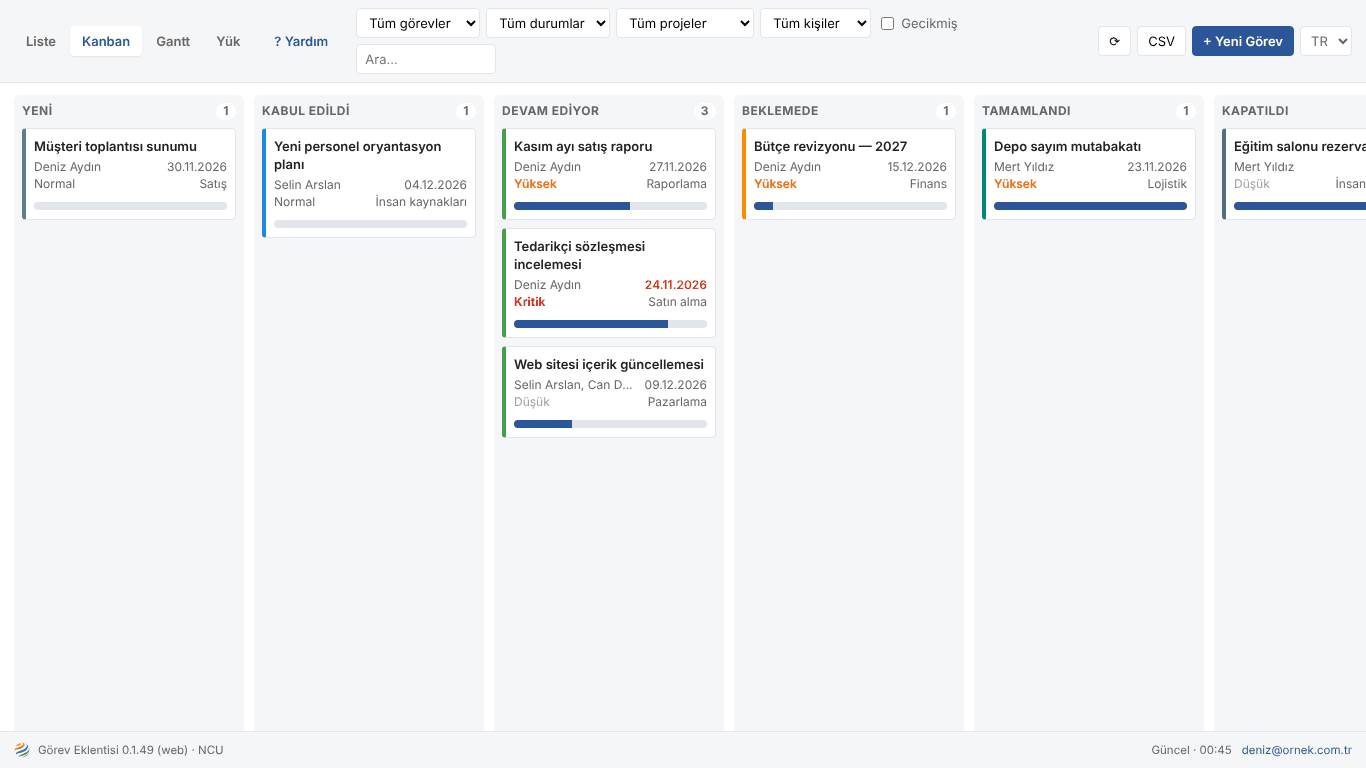 Liste
Kanban
Gantt
Yük
? Yardım
Tüm görevler
Tüm durumlar
Tüm projeler
Tüm kişiler
Gecikmiş
Ara...
⟳
CSV
+ Yeni Görev
TR
YENİ 1
Müşteri toplantısı sunumu
Deniz Aydın 30.11.2026
Normal Satış
KABUL EDİLDİ 1
Yeni personel oryantasyon
planı
Selin Arslan 04.12.2026
Normal İnsan kaynakları
DEVAM EDİYOR 3
Kasım ayı satış raporu
Deniz Aydın 27.11.2026
Yüksek Raporlama
Tedarikçi sözleşmesi
incelemesi
Deniz Aydın 24.11.2026
Kritik Satın alma
Web sitesi içerik güncellemesi
Selin Arslan, Can D... 09.12.2026
Düşük Pazarlama
BEKLEMEDE 1
Bütçe revizyonu — 2027
Deniz Aydın 15.12.2026
Yüksek Finans
TAMAMLANDI 1
Depo sayım mutabakatı
Mert Yıldız 23.11.2026
Yüksek Lojistik
KAPATILDI
Eğitim salonu rezerva
Mert Yıldız
Düşük İnsan
Görev Eklentisi 0.1.49 (web) · NCU
Güncel · 00:45 deniz@ornek.com.tr